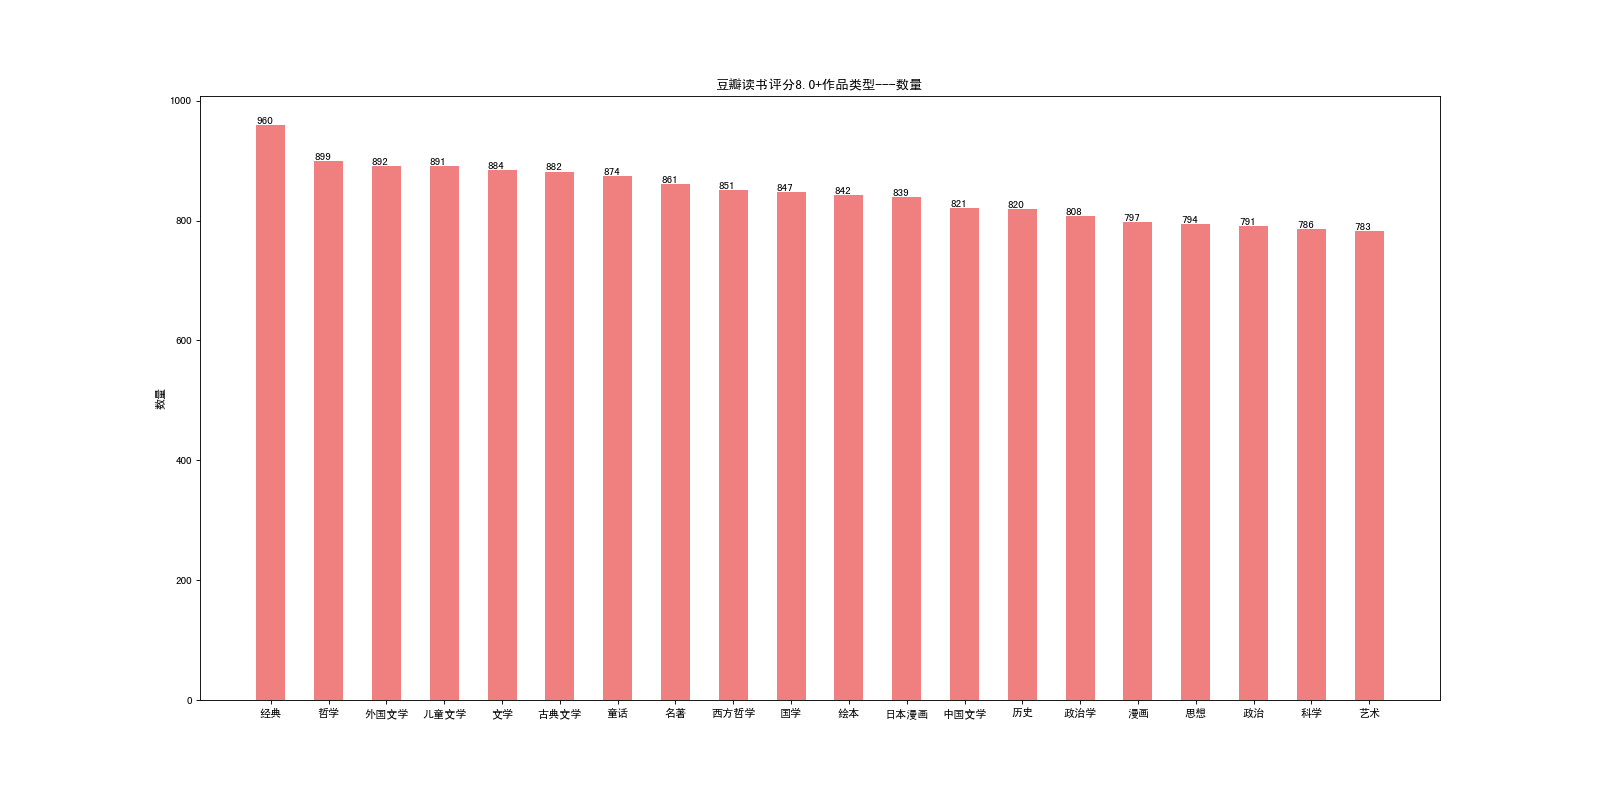 豆瓣读书评分8.0+作品类型---数量
1000
800
600
400
200
0
数量
960
899
892
891
884
882
874
861
851
847
842
839
821
820
808
797
794
791
786
783
经典
哲学
外国文学
儿童文学
文学
古典文学
童话
名著
西方哲学
国学
绘本
日本漫画
中国文学
历史
政治学
漫画
思想
政治
科学
艺术